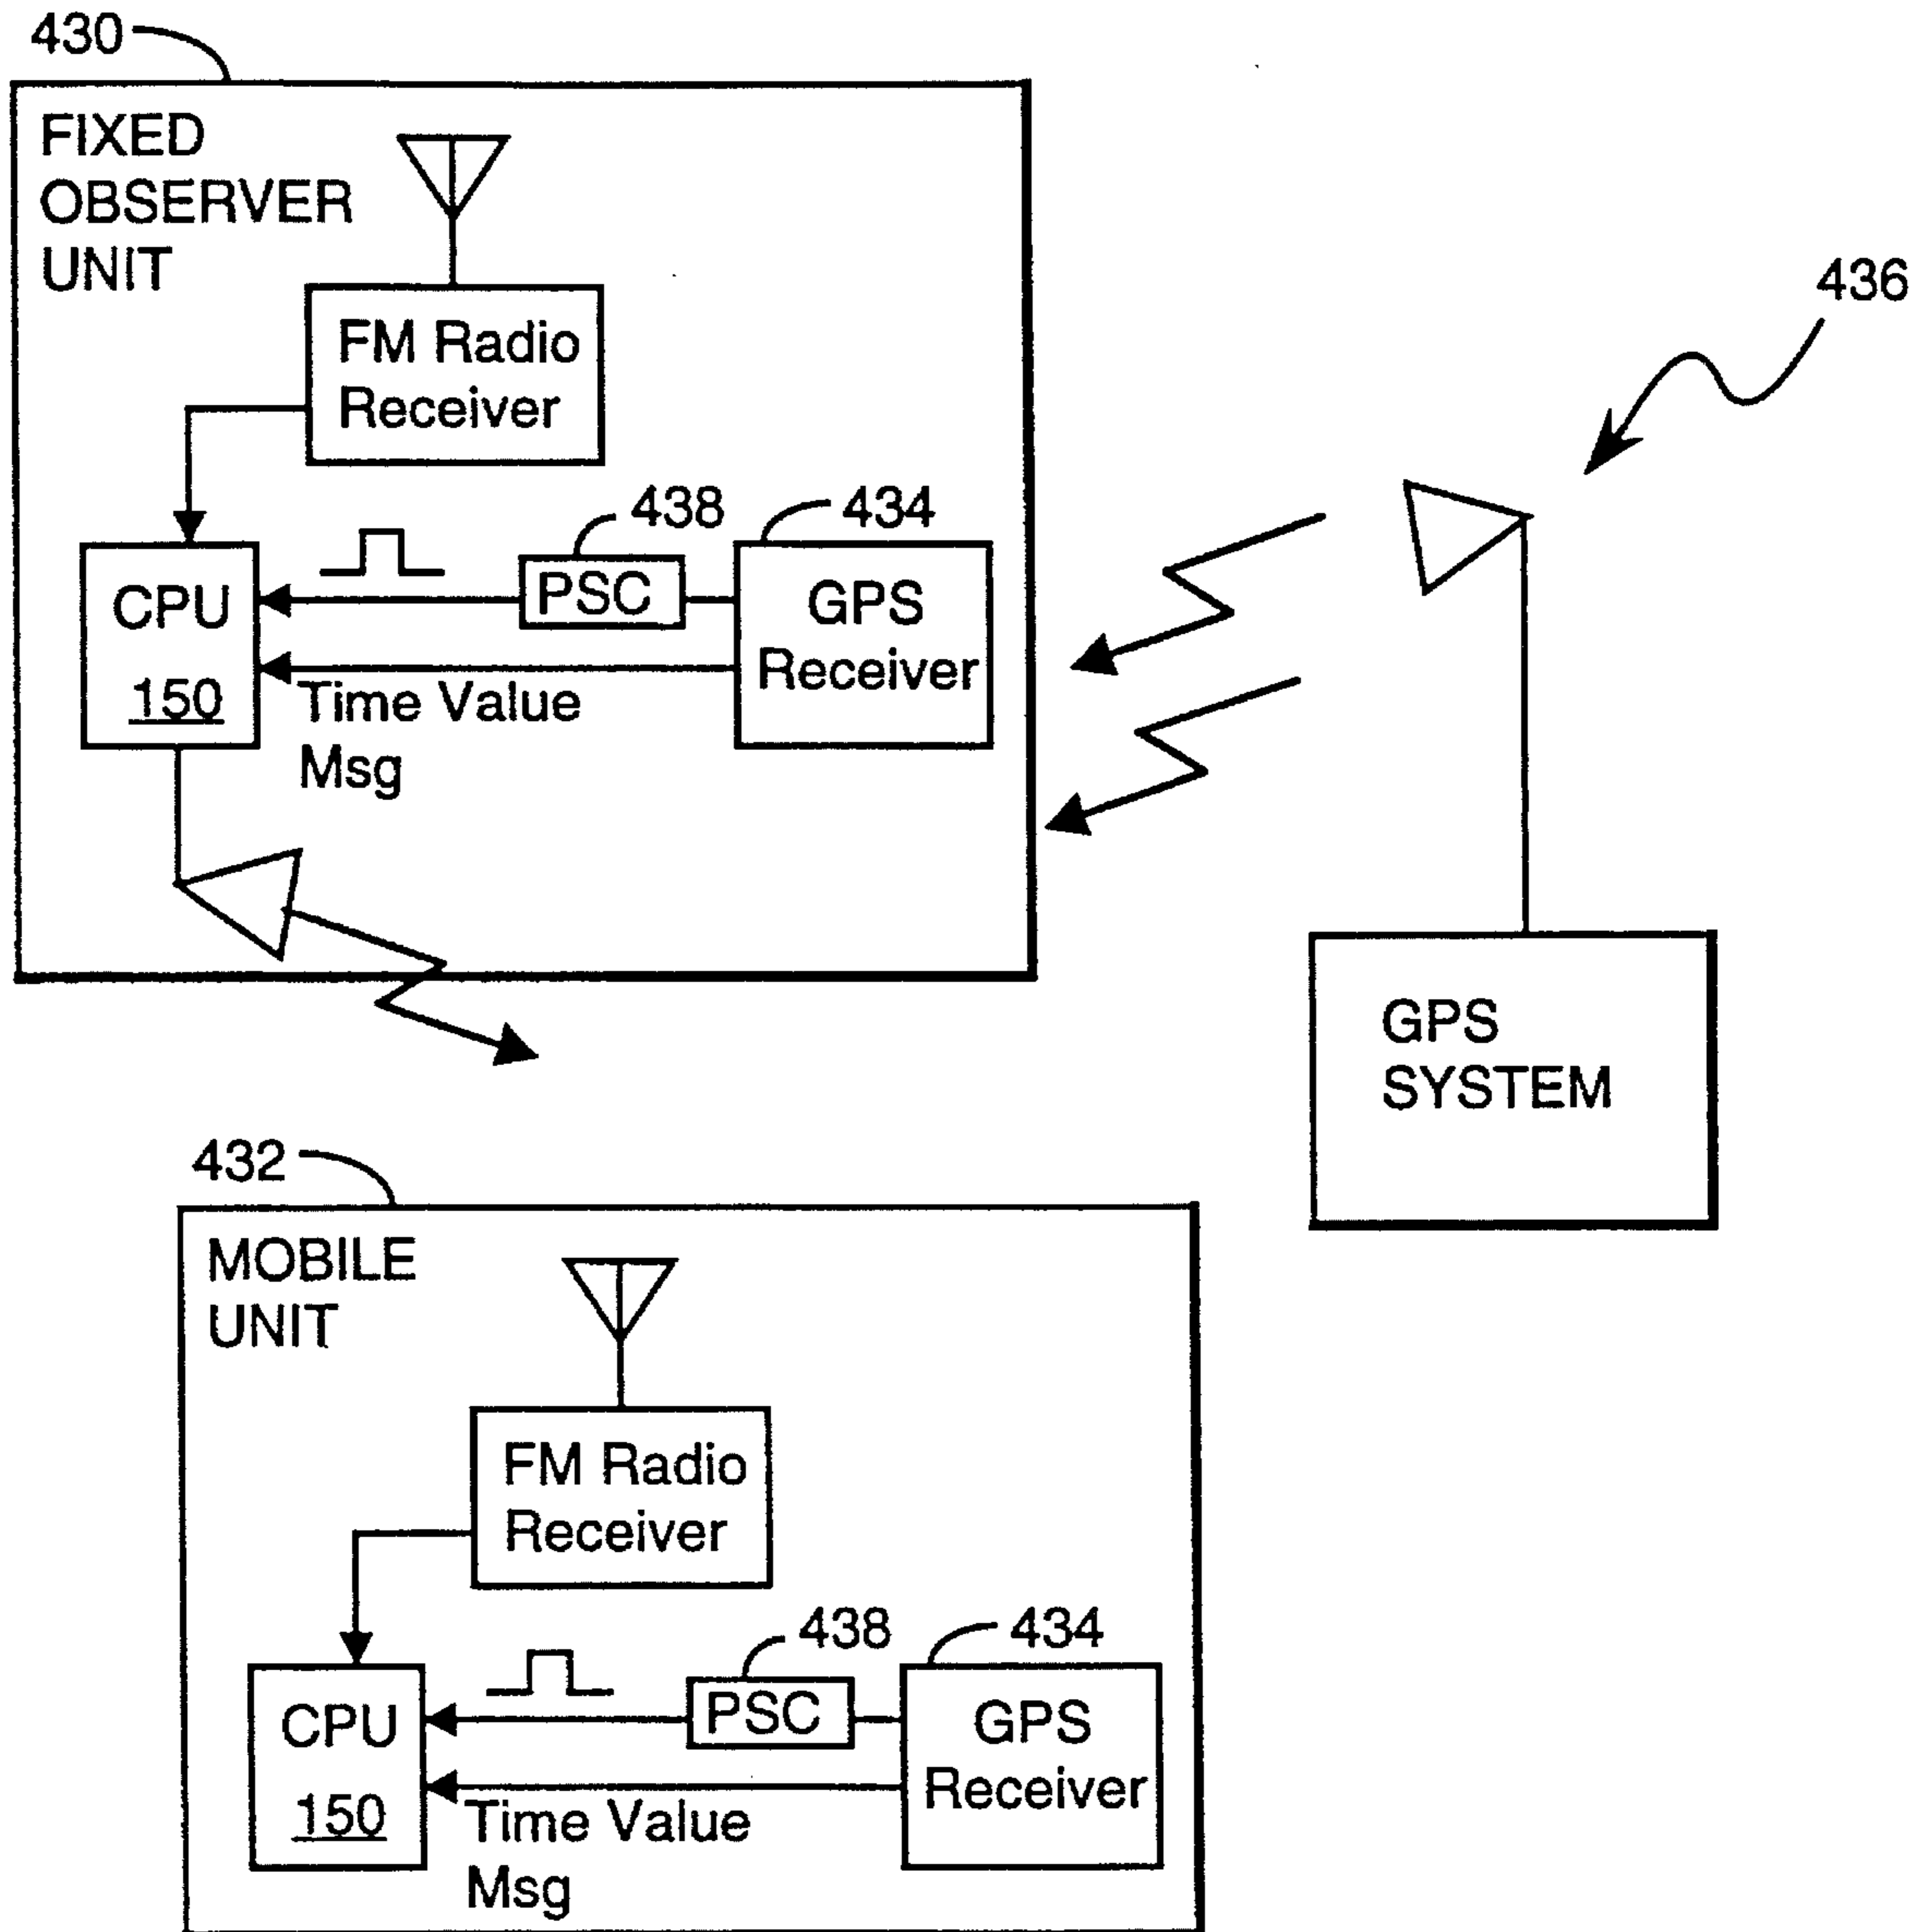 430
FIXED
OBSERVER
UNIT
FM Radio
Receiver
436
438
434
CPU
150
PSC
GPS
Receiver
Time Value
Msg
GPS
SYSTEM
432
MOBILE
UNIT
FM Radio
Receiver
438
434
CPU
150
PSC
GPS
Receiver
Time Value
Msg